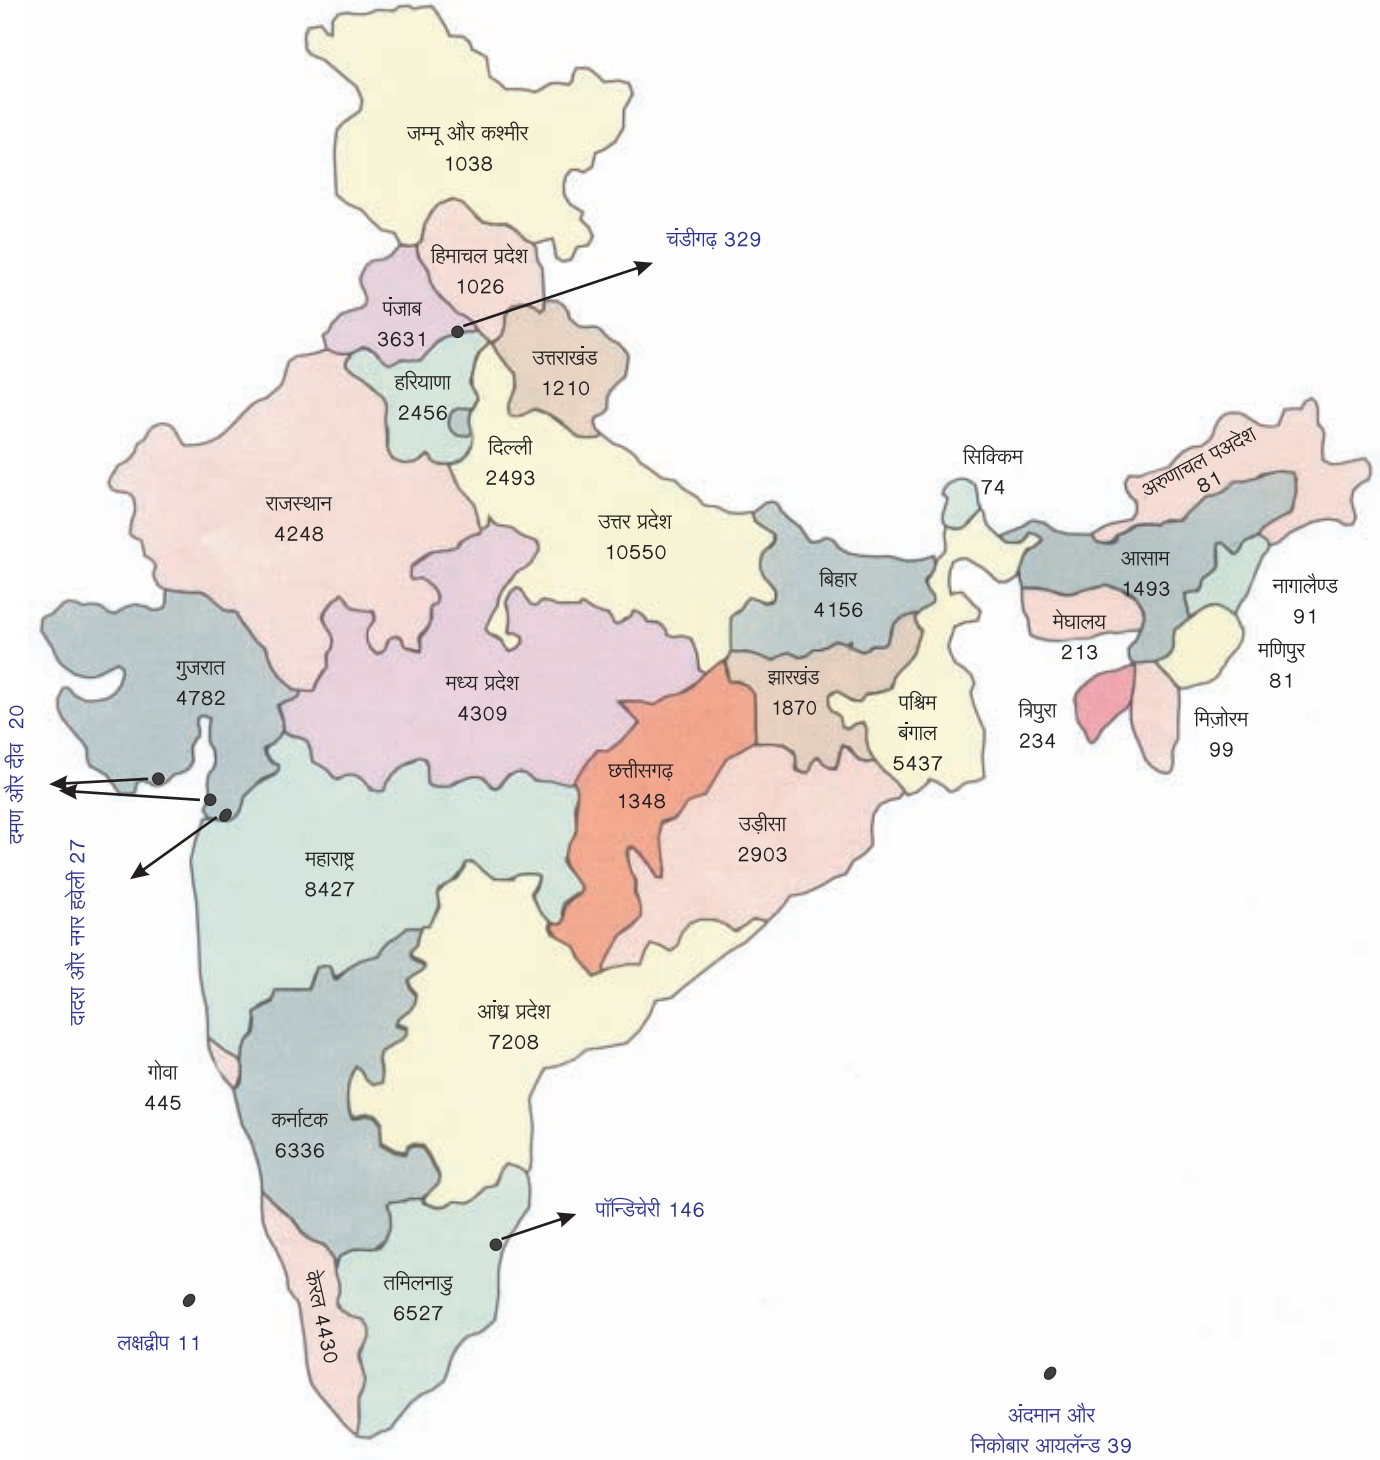 जम्मू और कश्मीर
1038
चंडीगढ़ 329
हिमाचल प्रदेश
1026
पंजाब
3631
उत्तराखंड
1210
हरियाणा
2456
दिल्ली
2493
सिक्किम
74
अरुणाचल पअदेश
81
राजस्थान
4248
उत्तर प्रदेश
10550
बिहार
4156
आसाम
1493
नागालैण्ड
91
मेघालय
213
मणिपुर
81
गुजरात
4782
मध्य प्रदेश
4309
झारखंड
1870
पश्चिम
बंगाल
5437
त्रिपुरा
234
मिज़ोरम
99
दमण और दीव 20
छत्तीसगढ़
1348
उड़ीसा
2903
महाराष्ट्र
8427
दादरा और नगर हवेली 27
आंध्र प्रदेश
7208
गोवा
445
कर्नाटक
6336
पॉन्डिचेरी 146
केरल 4430
तमिलनाडु
6527
लक्षद्वीप 11
अंदमान और
निकोबार आयलॅन्ड 39